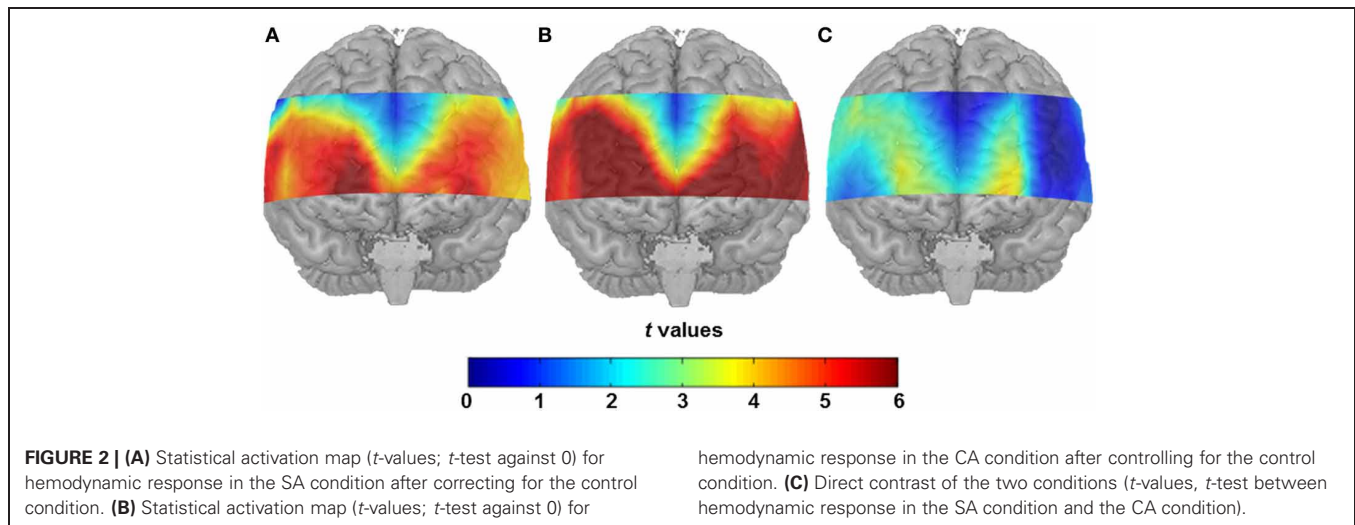 A B C
t values
0 1 2 3 4 5 6
FIGURE 2 | (A) Statistical activation map (t-values; t-test against 0) for
hemodynamic response in the SA condition after correcting for the control
condition. (B) Statistical activation map (t-values; t-test against 0) for
hemodynamic response in the CA condition after controlling for the control
condition. (C) Direct contrast of the two conditions (t-values, t-test between
hemodynamic response in the SA condition and the CA condition).